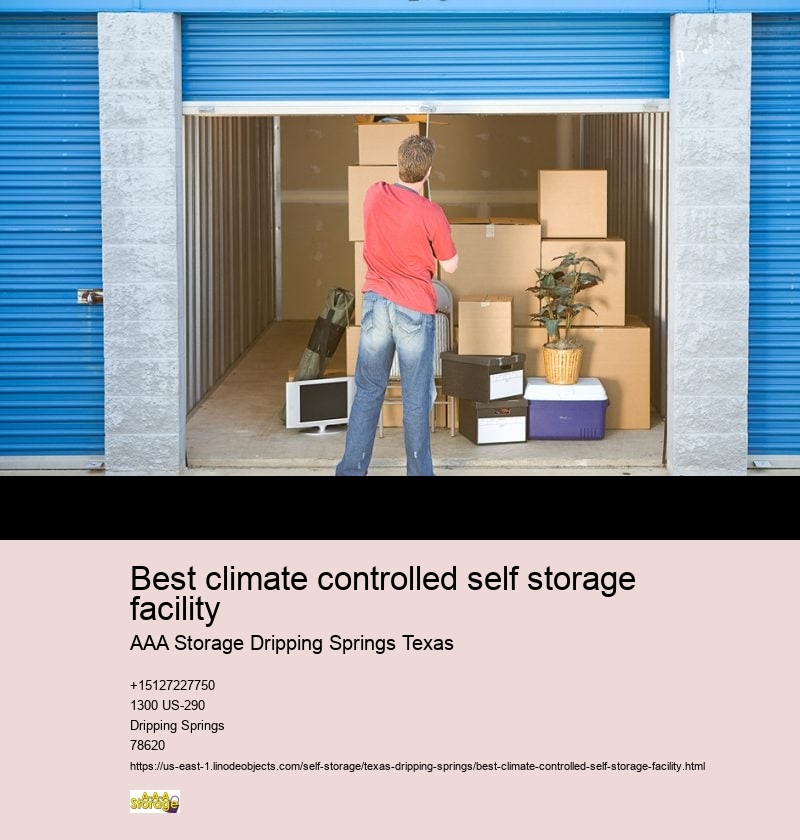 Best climate controlled self storage
facility
AAA Storage Dripping Springs Texas
+15127227750
1300 US-290
Dripping Springs
78620
https://us-east-1.linodeobjects.com/self-storage/texas-dripping-springs/best-climate-controlled-self-storage-facility.html
A-AAA
Storage